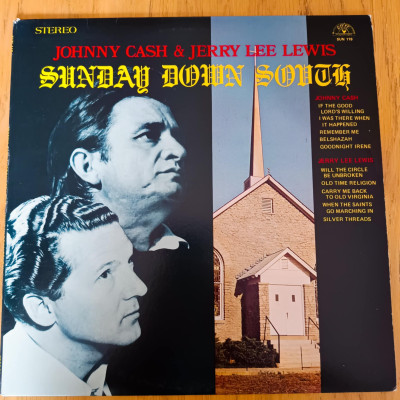 STEREO
SUN 119
JOHNNY CASH & JERRY LEE LEWIS
SUNDAY DOWN SOUTH
JOHNNY CASH
IF THE GOOD
LORD'S WILLING
I WAS THERE WHEN
IT HAPPENED
REMEMBER ME
BELSHAZAH
GOODNIGHT IRENE
JERRY LEE LEWIS
WILL THE CIRCLE
BE UNBROKEN
OLD TIME RELIGION
CARRY ME BACK
TO OLD VIRGINIA
WHEN THE SAINTS
GO MARCHING IN
SILVER THREADS